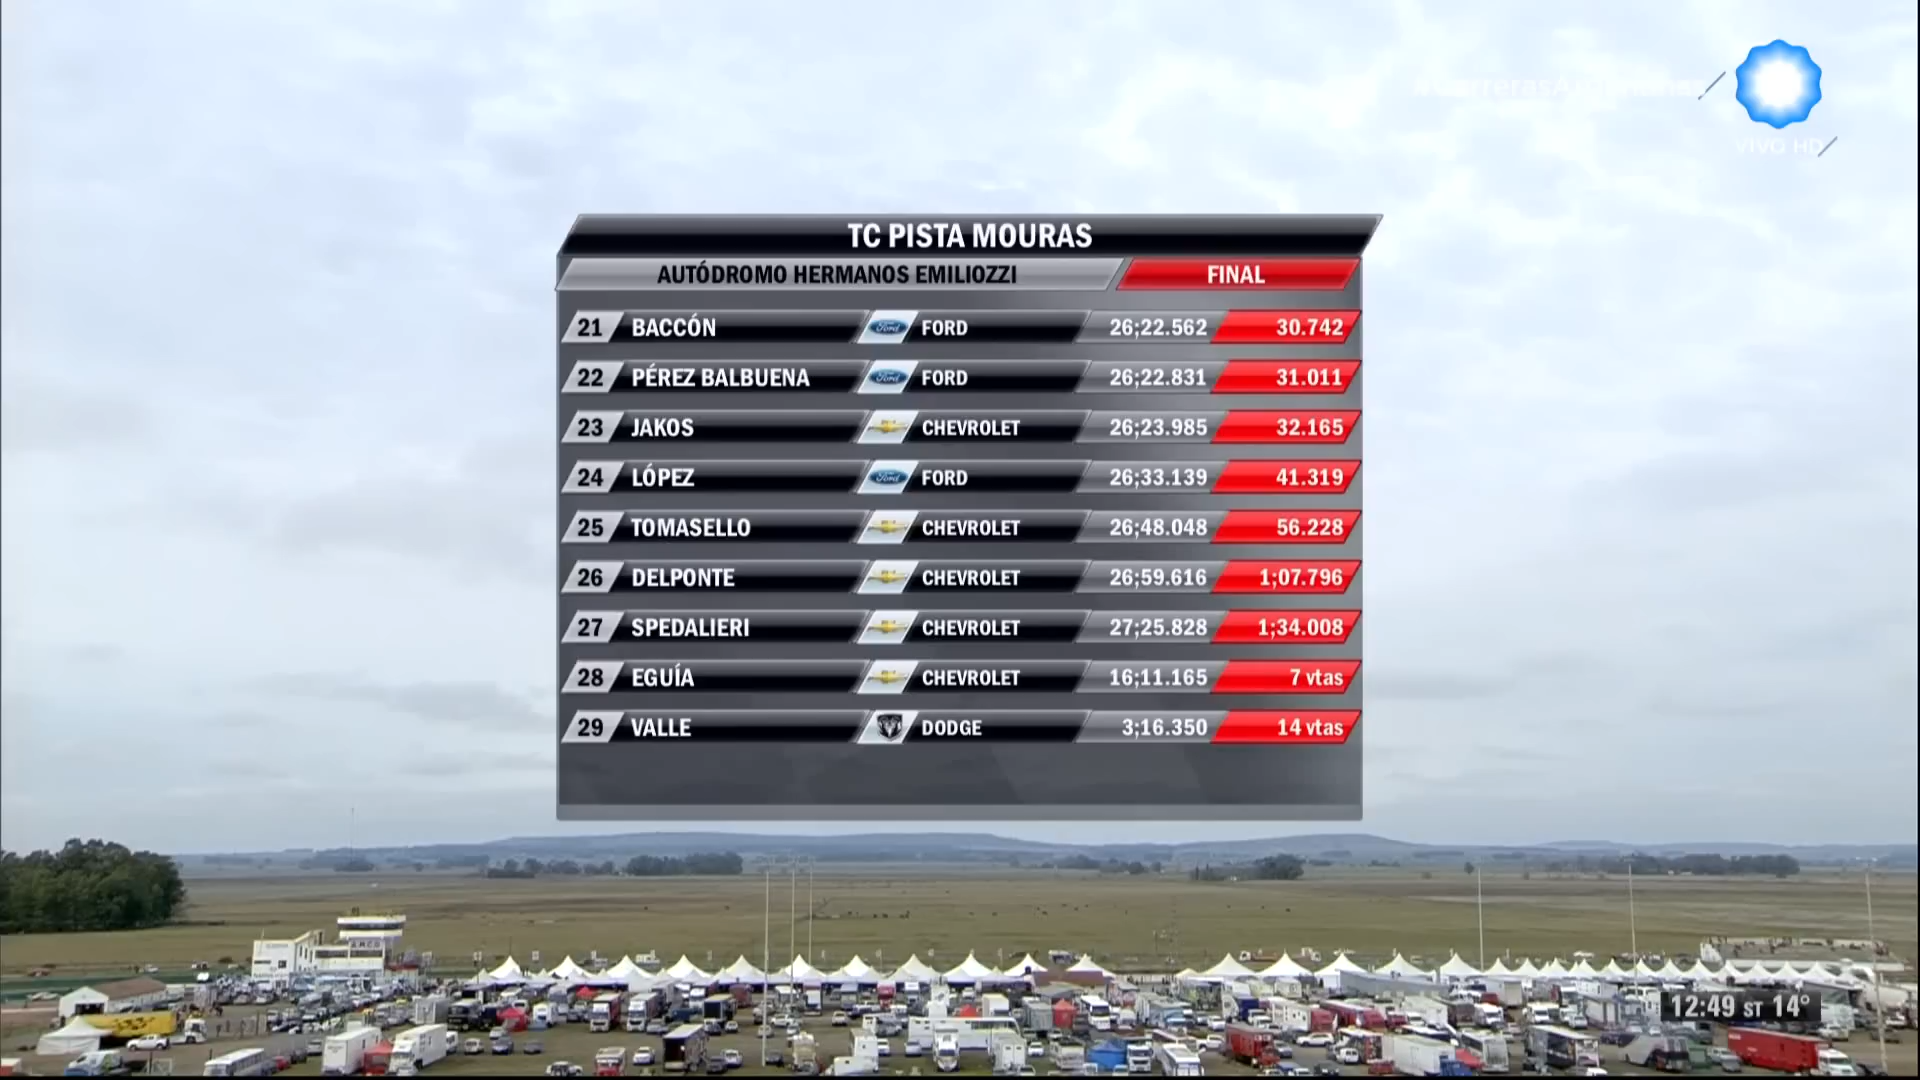 VIVO HD
TC PISTA MOURAS
AUTÓDROMO HERMANOS EMILIOZZI FINAL
21 BACCÓN Ford FORD 26;22.562 30.742
22 PÉREZ BALBUENA Ford FORD 26;22.831 31.011
23 JAKOS CHEVROLET 26;23.985 32.165
24 LÓPEZ Ford FORD 26;33.139 41.319
25 TOMASELLO CHEVROLET 26;48.048 56.228
26 DELPONTE CHEVROLET 26;59.616 1;07.796
27 SPEDALIERI CHEVROLET 27;25.828 1;34.008
28 EGUÍA CHEVROLET 16;11.165 7 vtas
29 VALLE DODGE 3;16.350 14 vtas
12:49 ST 14°